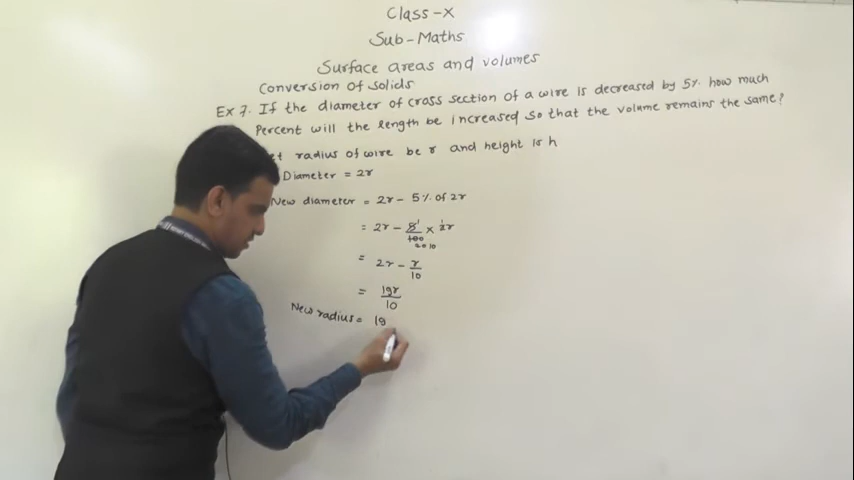 Class-X
Sub-Maths
Surface areas and volumes
Conversion of solids
Ex 7. If the diameter of cross section of a wire is decreased by 5% how much
Percent will the length be increased so that the volume remains the same?
radius of wire be r and height is h
Diameter = 2r
New diameter = 2r - 5% of 2r
= 2r - 5/100 × 2r
= 2r - r/10
= 19r/10
New radius = 19